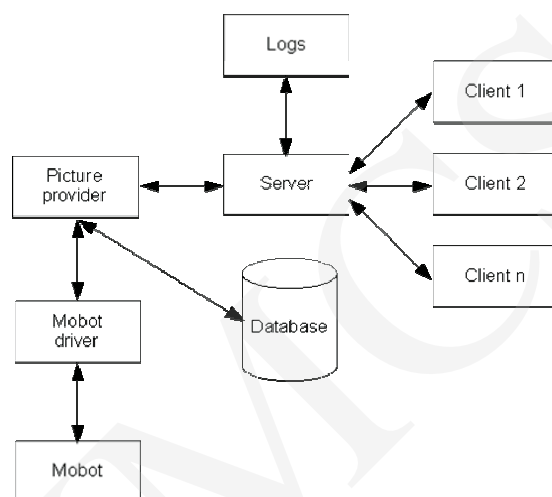 Logs
Client 1
Picture
provider
Server
Client 2
Client n
Mobot
driver
Database
Mobot